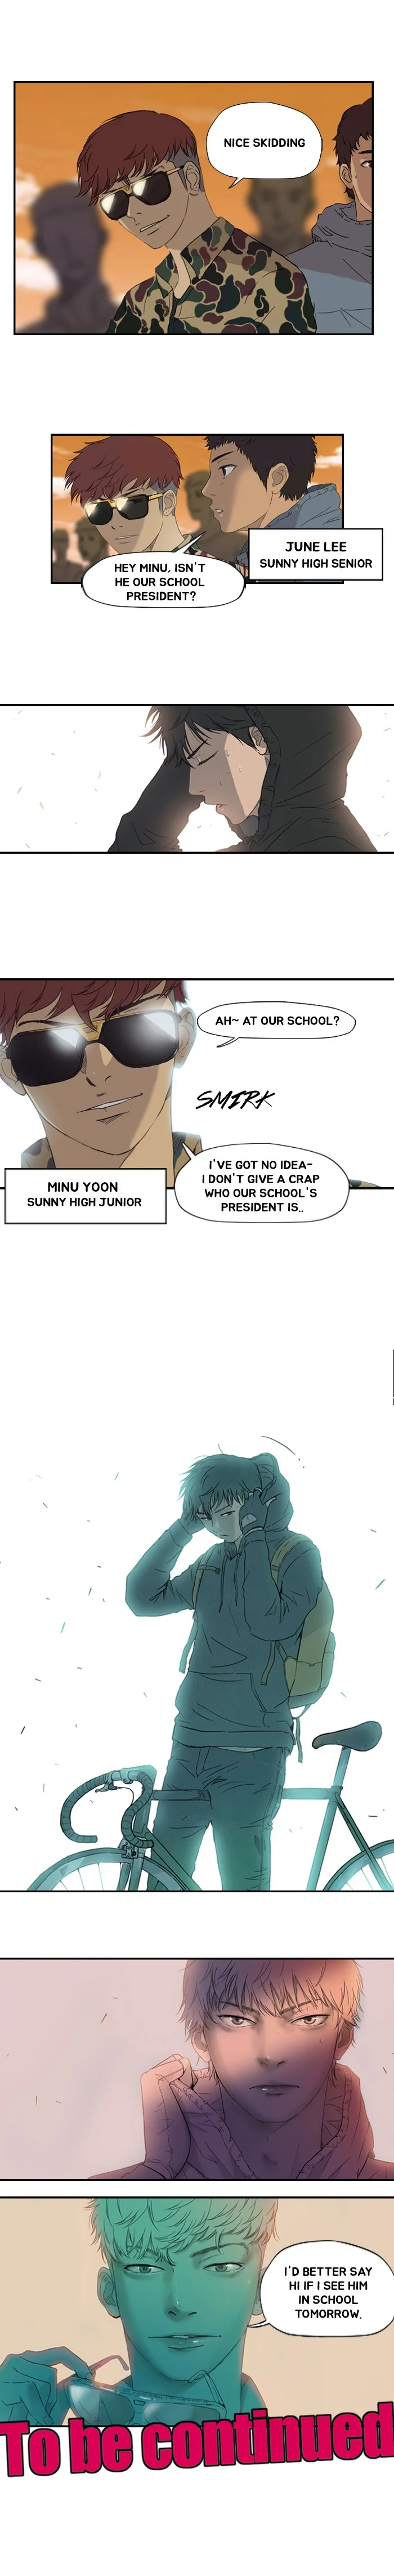 NICE SKIDDING
JUNE LEE
SUNNY HIGH SENIOR
HEY MINU, ISN'T
HE OUR SCHOOL
PRESIDENT?
AH~ AT OUR SCHOOL?
SMIRK
I'VE GOT NO IDEA-
I DON'T GIVE A CRAP
WHO OUR SCHOOL'S
PRESIDENT IS..
MINU YOON
SUNNY HIGH JUNIOR
I'D BETTER SAY
HI IF I SEE HIM
IN SCHOOL
TOMORROW.
To be continued